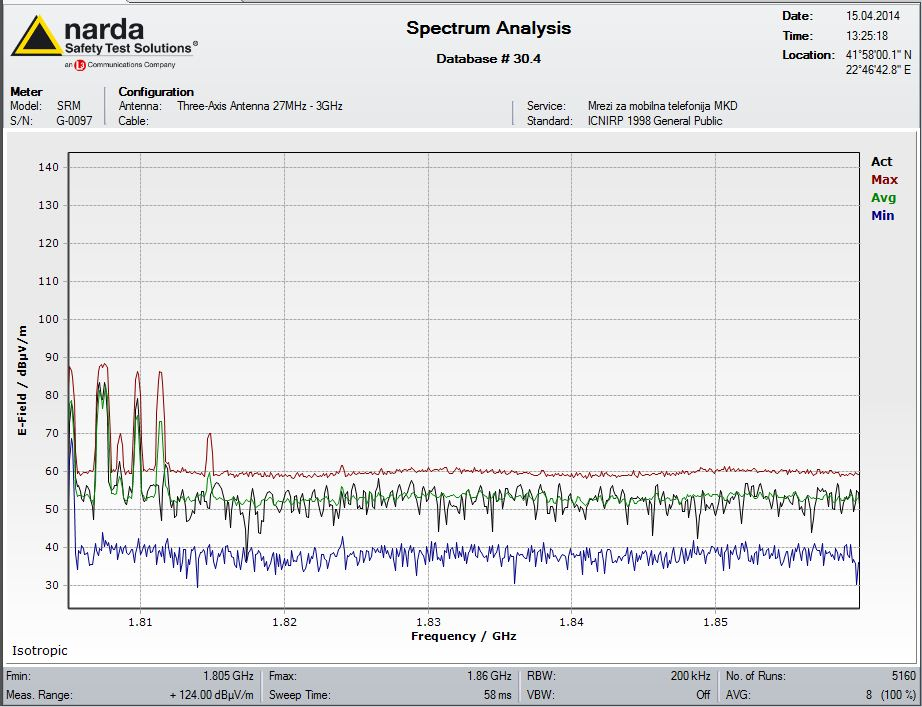 narda
Safety Test Solutions®
an L3 Communications Company
Spectrum Analysis
Database # 30.4
Date: 15.04.2014
Time: 13:25:18
Location: 41°58'00.1" N
22°46'42.8" E
Meter
Model: SRM
S/N: G-0097
Configuration
Antenna: Three-Axis Antenna 27MHz - 3GHz
Cable:
Service: Mrezi za mobilna telefonija MKD
Standard: ICNIRP 1998 General Public
E-Field / dBµV/m
140
130
120
110
100
90
80
70
60
50
40
30
Act
Max
Avg
Min
1.81 1.82 1.83 1.84 1.85
Frequency / GHz
Isotropic
Fmin: 1.805 GHz Fmax: 1.86 GHz RBW: 200 kHz No. of Runs: 5160
Meas. Range: + 124.00 dBµV/m Sweep Time: 58 ms VBW: Off AVG: 8 (100 %)